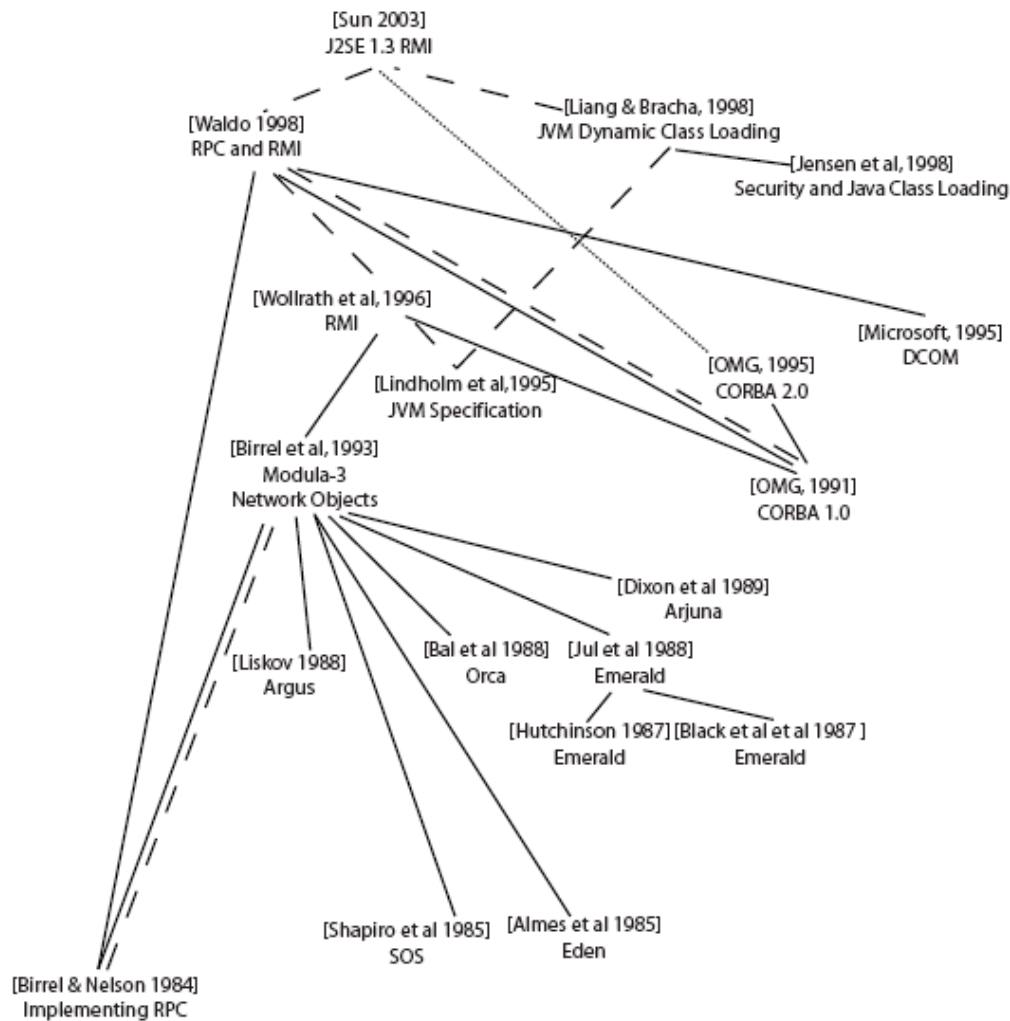 [Sun 2003]
J2SE 1.3 RMI
[Liang & Bracha, 1998]
JVM Dynamic Class Loading
[Waldo 1998]
RPC and RMI
[Jensen et al, 1998]
Security and Java Class Loading
[Wollrath et al, 1996]
RMI
[Microsoft, 1995]
DCOM
[OMG, 1995]
CORBA 2.0
[Lindholm et al,1995]
JVM Specification
[Birrel et al, 1993]
Modula-3
Network Objects
[OMG, 1991]
CORBA 1.0
[Dixon et al 1989]
Arjuna
[Liskov 1988]
Argus
[Bal et al 1988]
Orca
[Jul et al 1988]
Emerald
[Hutchinson 1987]
Emerald
[Black et al et al 1987 ]
Emerald
[Shapiro et al 1985]
SOS
[Almes et al 1985]
Eden
[Birrel & Nelson 1984]
Implementing RPC